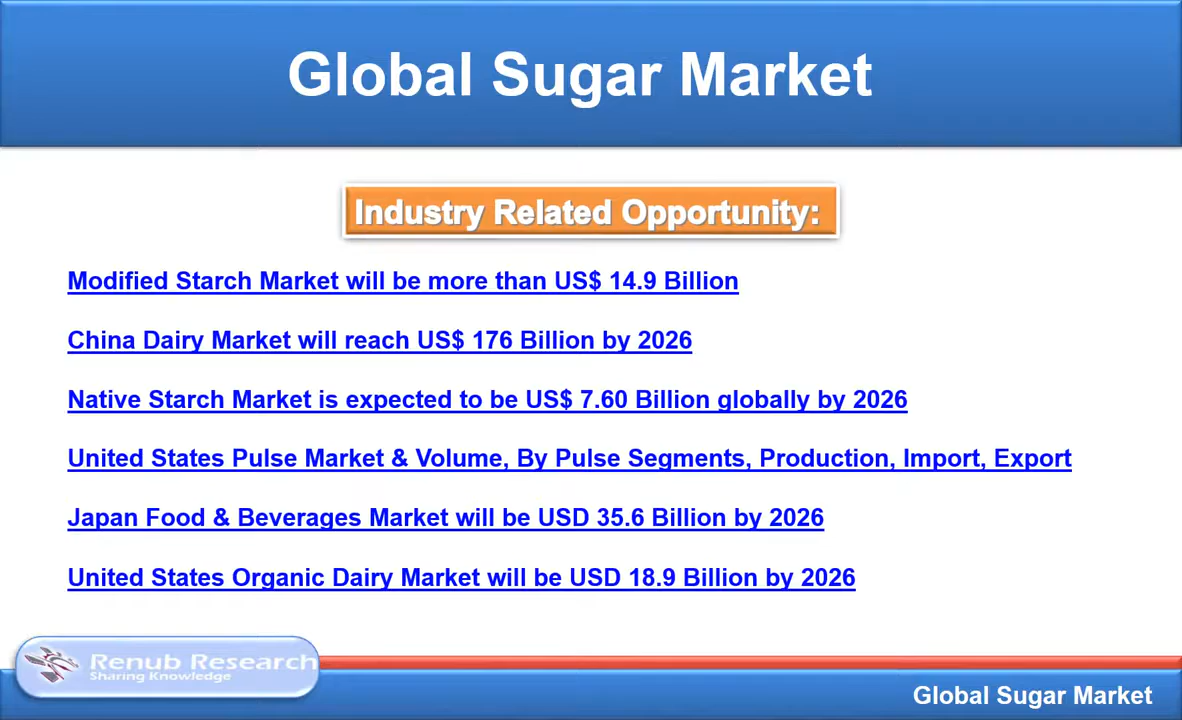 Global Sugar Market
Industry Related Opportunity:
Modified Starch Market will be more than US$ 14.9 Billion
China Dairy Market will reach US$ 176 Billion by 2026
Native Starch Market is expected to be US$ 7.60 Billion globally by 2026
United States Pulse Market & Volume, By Pulse Segments, Production, Import, Export
Japan Food & Beverages Market will be USD 35.6 Billion by 2026
United States Organic Dairy Market will be USD 18.9 Billion by 2026
Renub Research
Sharing Knowledge
Global Sugar Market